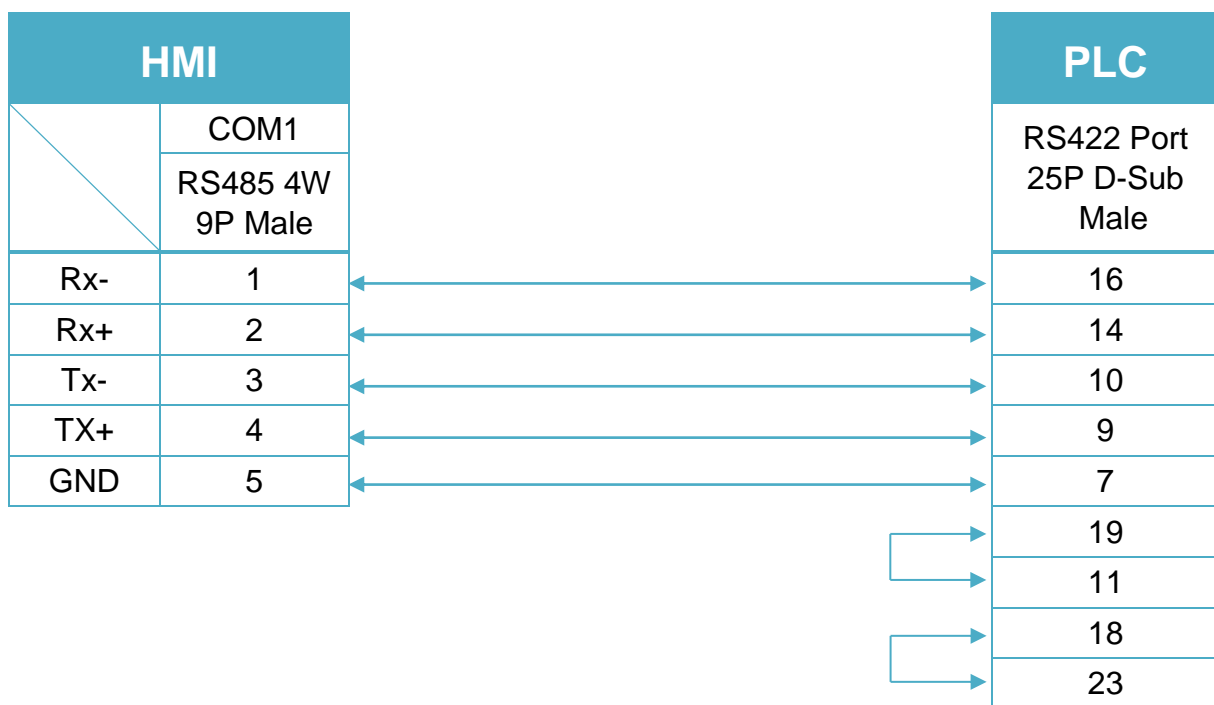 HMI
PLC
COM1
RS485 4W
9P Male
RS422 Port
25P D-Sub
Male
Rx- 1 16
Rx+ 2 14
Tx- 3 10
TX+ 4 9
GND 5 7
19
11
18
23